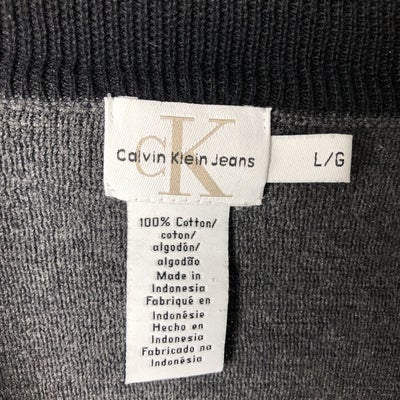 CK
Calvin Klein Jeans
L/G
100% Cotton/
coton/
algodón/
algodão
Made in
Indonesia
Fabriqué en
Indonésie
Hecho en
Indonesia
Fabricado na
Indonésia